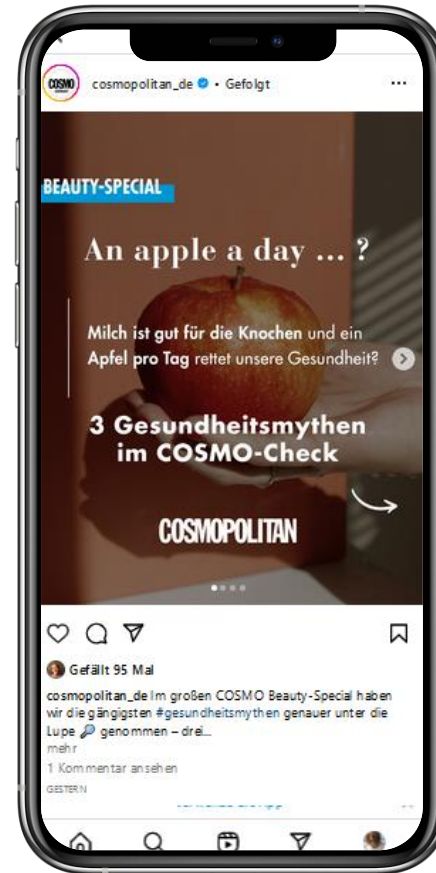 COSMO
cosmopolitan_de • Gefolgt
BEAUTY-SPECIAL
An apple a day ... ?
Milch ist gut für die Knochen und ein
Apfel pro Tag rettet unsere Gesundheit?
3 Gesundheitsmythen
im COSMO-Check
COSMOPOLITAN
Gefällt 95 Mal
cosmopolitan_de Im großen COSMO Beauty-Special haben
wir die gängigsten #gesundheitsmythen genauer unter die
Lupe 🔎 genommen – drei...
mehr
1 Kommentar ansehen
GESTERN